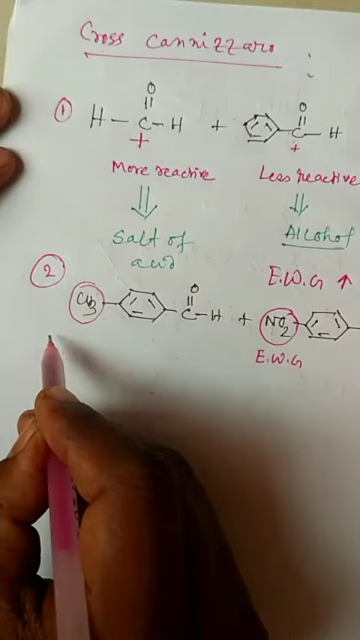 Cross Cannizzaro :
① H - C - H + C - H
O O
+ +
More reactive Less reactive
Salt of acid Alcohol
E.W.G ↑
② CH3 C - H + NO2
O
E.W.G